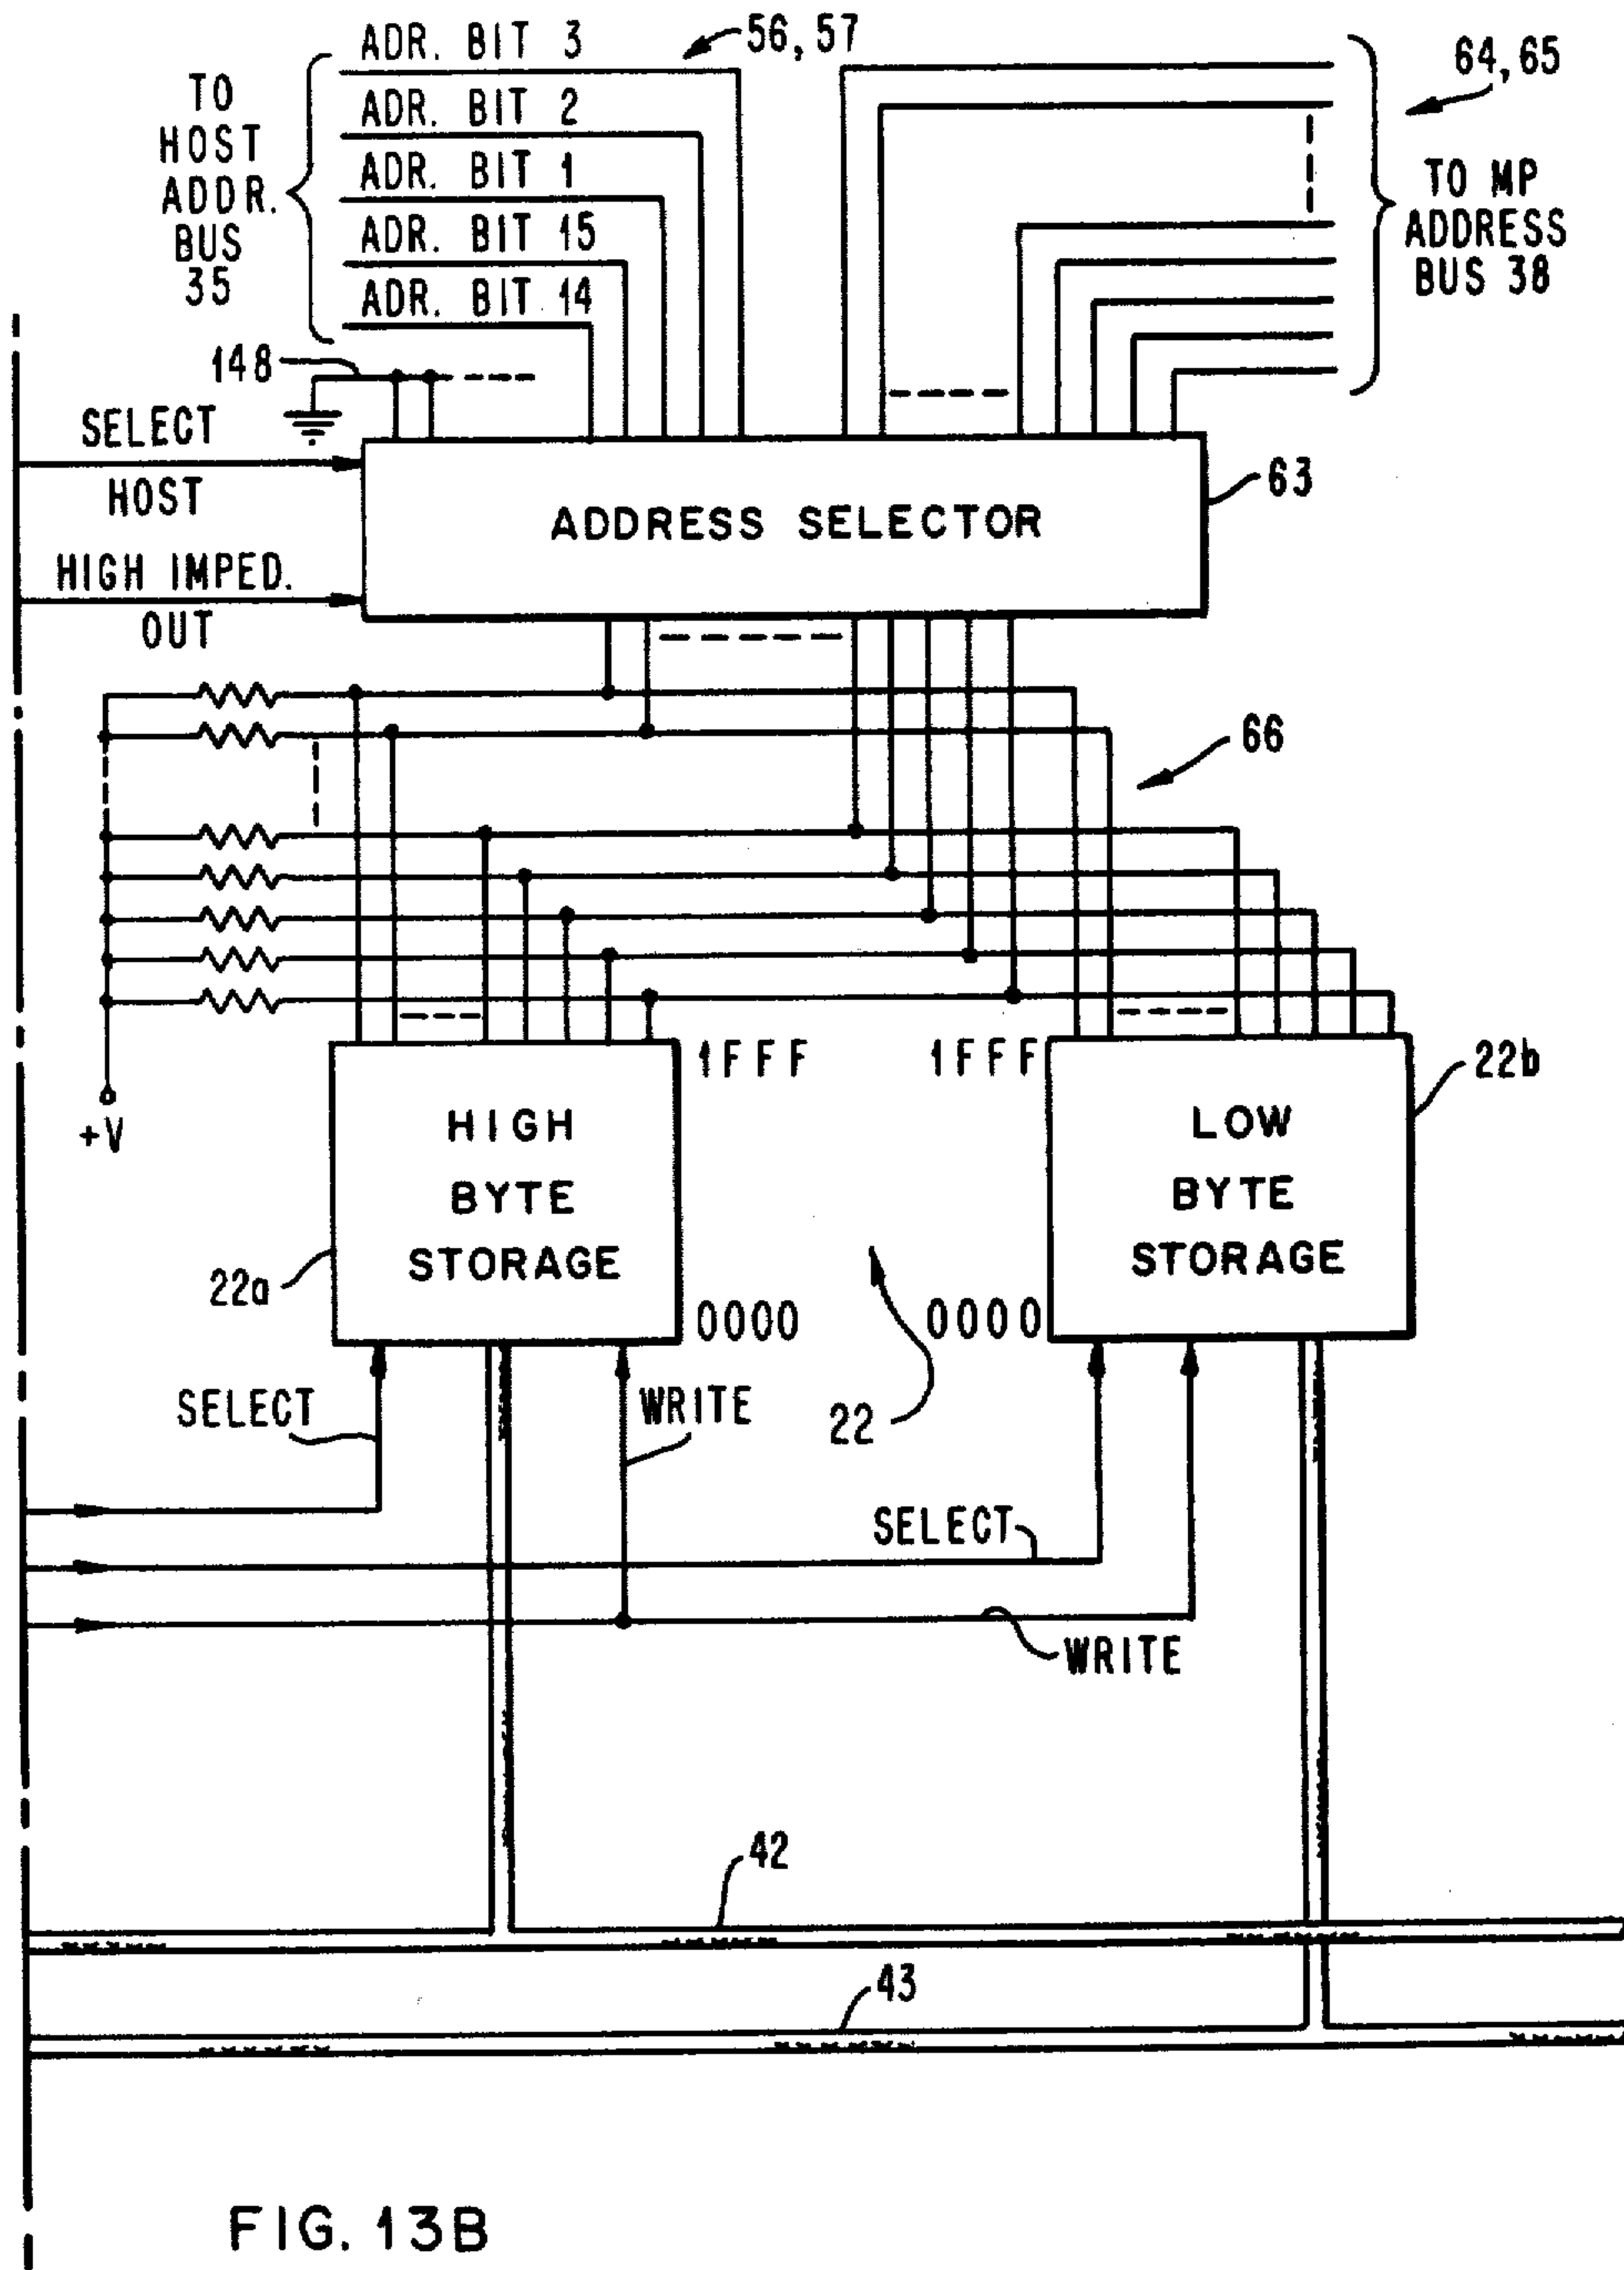 ADR. BIT 3
56, 57
64, 65
TO
HOST
ADDR.
BUS
35
ADR. BIT 2
ADR. BIT 1
ADR. BIT 15
ADR. BIT 14
TO MP
ADDRESS
BUS 38
148
SELECT
HOST
63
ADDRESS SELECTOR
HIGH IMPED.
OUT
66
+V
1FFF
1FFF
22b
HIGH
BYTE
STORAGE
LOW
BYTE
STORAGE
22a
0000
0000
SELECT
WRITE
22
SELECT
WRITE
42
43
FIG. 13B